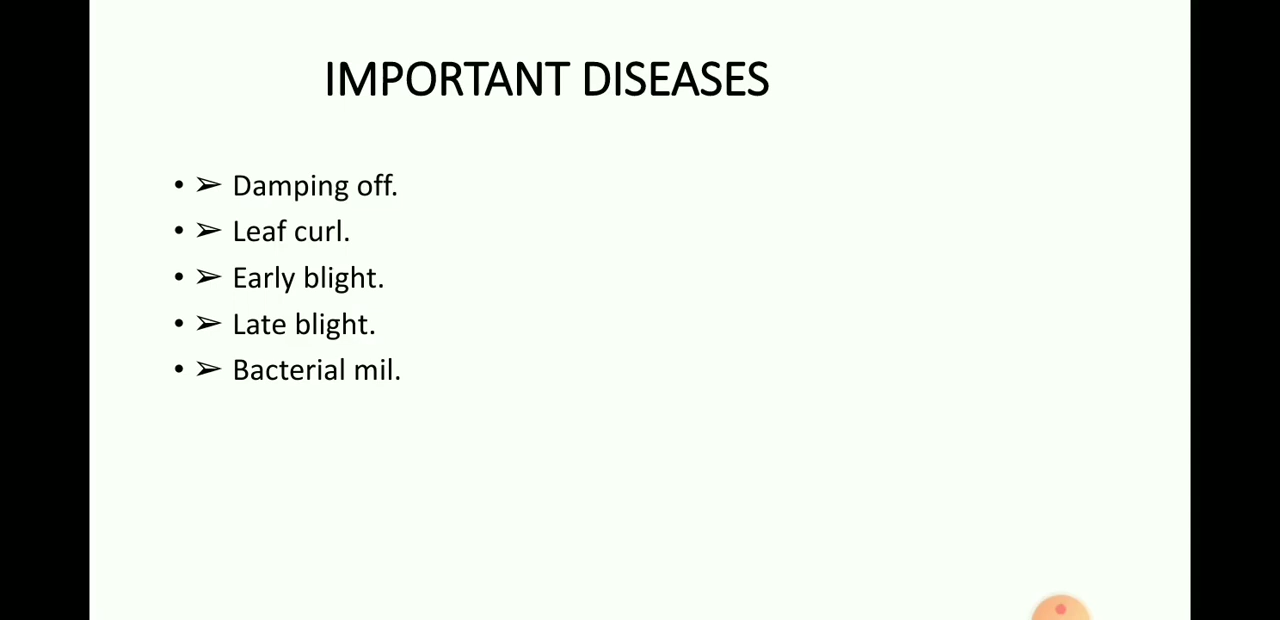 IMPORTANT DISEASES
• ➢ Damping off.
• ➢ Leaf curl.
• ➢ Early blight.
• ➢ Late blight.
• ➢ Bacterial mil.